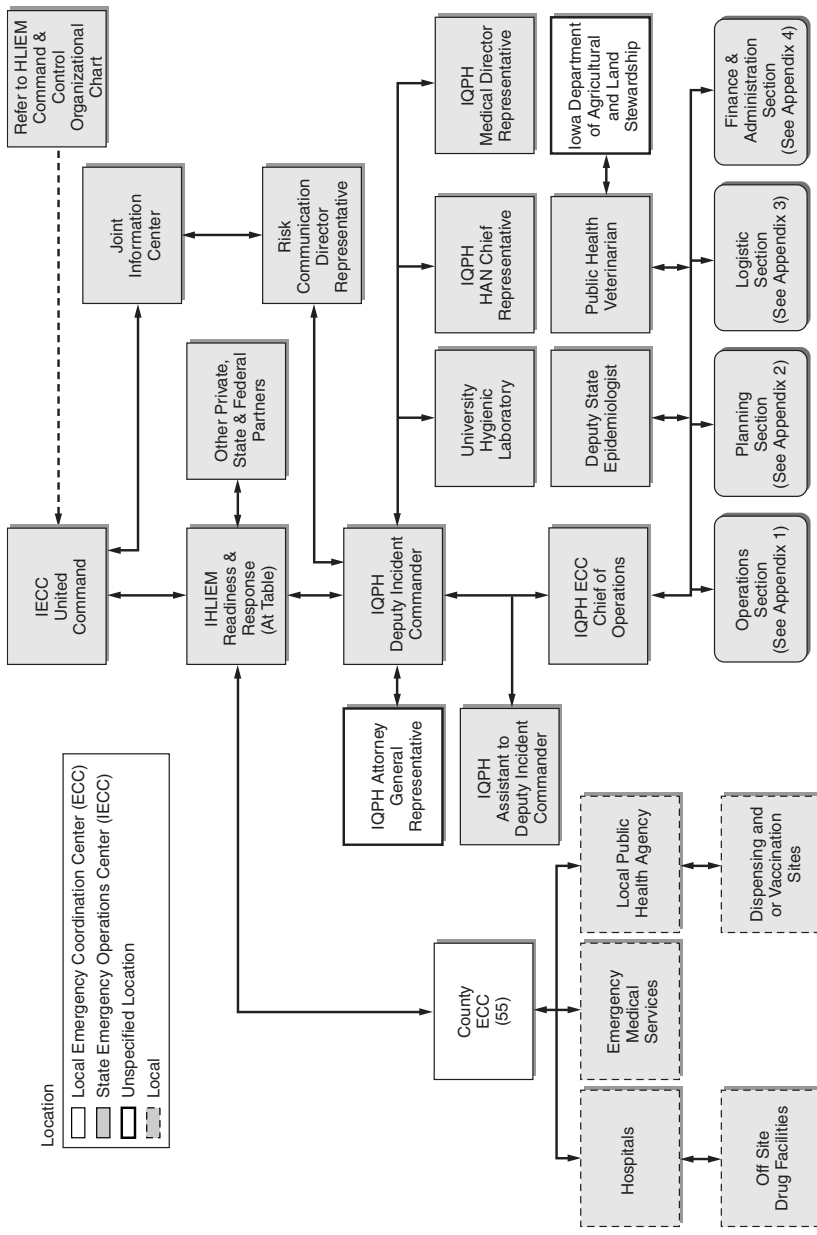 Refer to HLIEM
Command &
Control
Organizational
Chart
IECC
United
Command
Joint
Information
Center
Location
Local Emergency Coordination Center (ECC)
State Emergency Operations Center (IECC)
Unspecified Location
Local
IHLIEM
Readiness &
Response
(At Table)
Other Private,
State & Federal
Partners
Risk
Communication
Director
Representative
IQPH Attorney
General
Representative
IQPH
Deputy Incident
Commander
University
Hygienic
Laboratory
IQPH
HAN Chief
Representative
IQPH
Medical Director
Representative
County
ECC
(55)
IQPH
Assistant to
Deputy Incident
Commander
IQPH ECC
Chief of
Operations
Deputy State
Epidemiologist
Public Health
Veterinarian
Iowa Department
of Agricultural
and Land
Stewardship
Hospitals
Emergency
Medical
Services
Local Public
Health Agency
Off Site
Drug Facilities
Dispensing and
or Vaccination
Sites
Operations
Section
(See Appendix 1)
Planning
Section
(See Appendix 2)
Logistic
Section
(See Appendix 3)
Finance &
Administration
Section
(See Appendix 4)